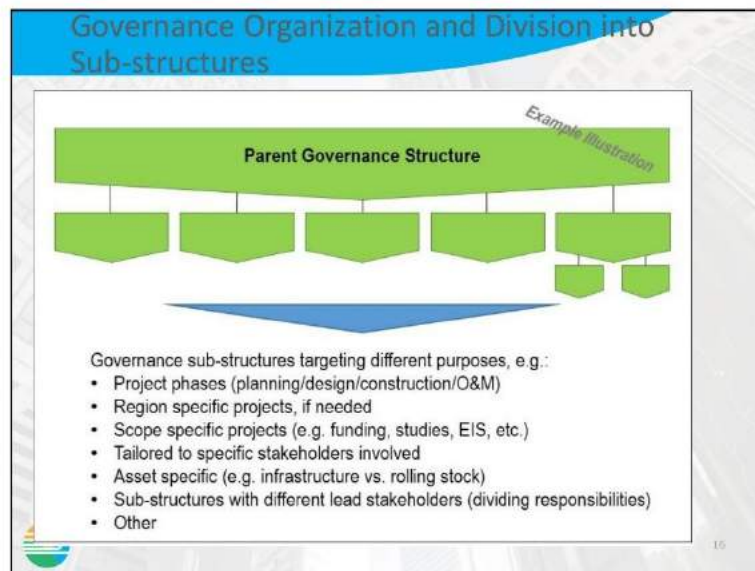 Governance Organization and Division into
Sub-structures
Example Illustration
Parent Governance Structure
Governance sub-structures targeting different purposes, e.g.:
• Project phases (planning/design/construction/O&M)
• Region specific projects, if needed
• Scope specific projects (e.g. funding, studies, EIS, etc.)
• Tailored to specific stakeholders involved
• Asset specific (e.g. infrastructure vs. rolling stock)
• Sub-structures with different lead stakeholders (dividing responsibilities)
• Other
16